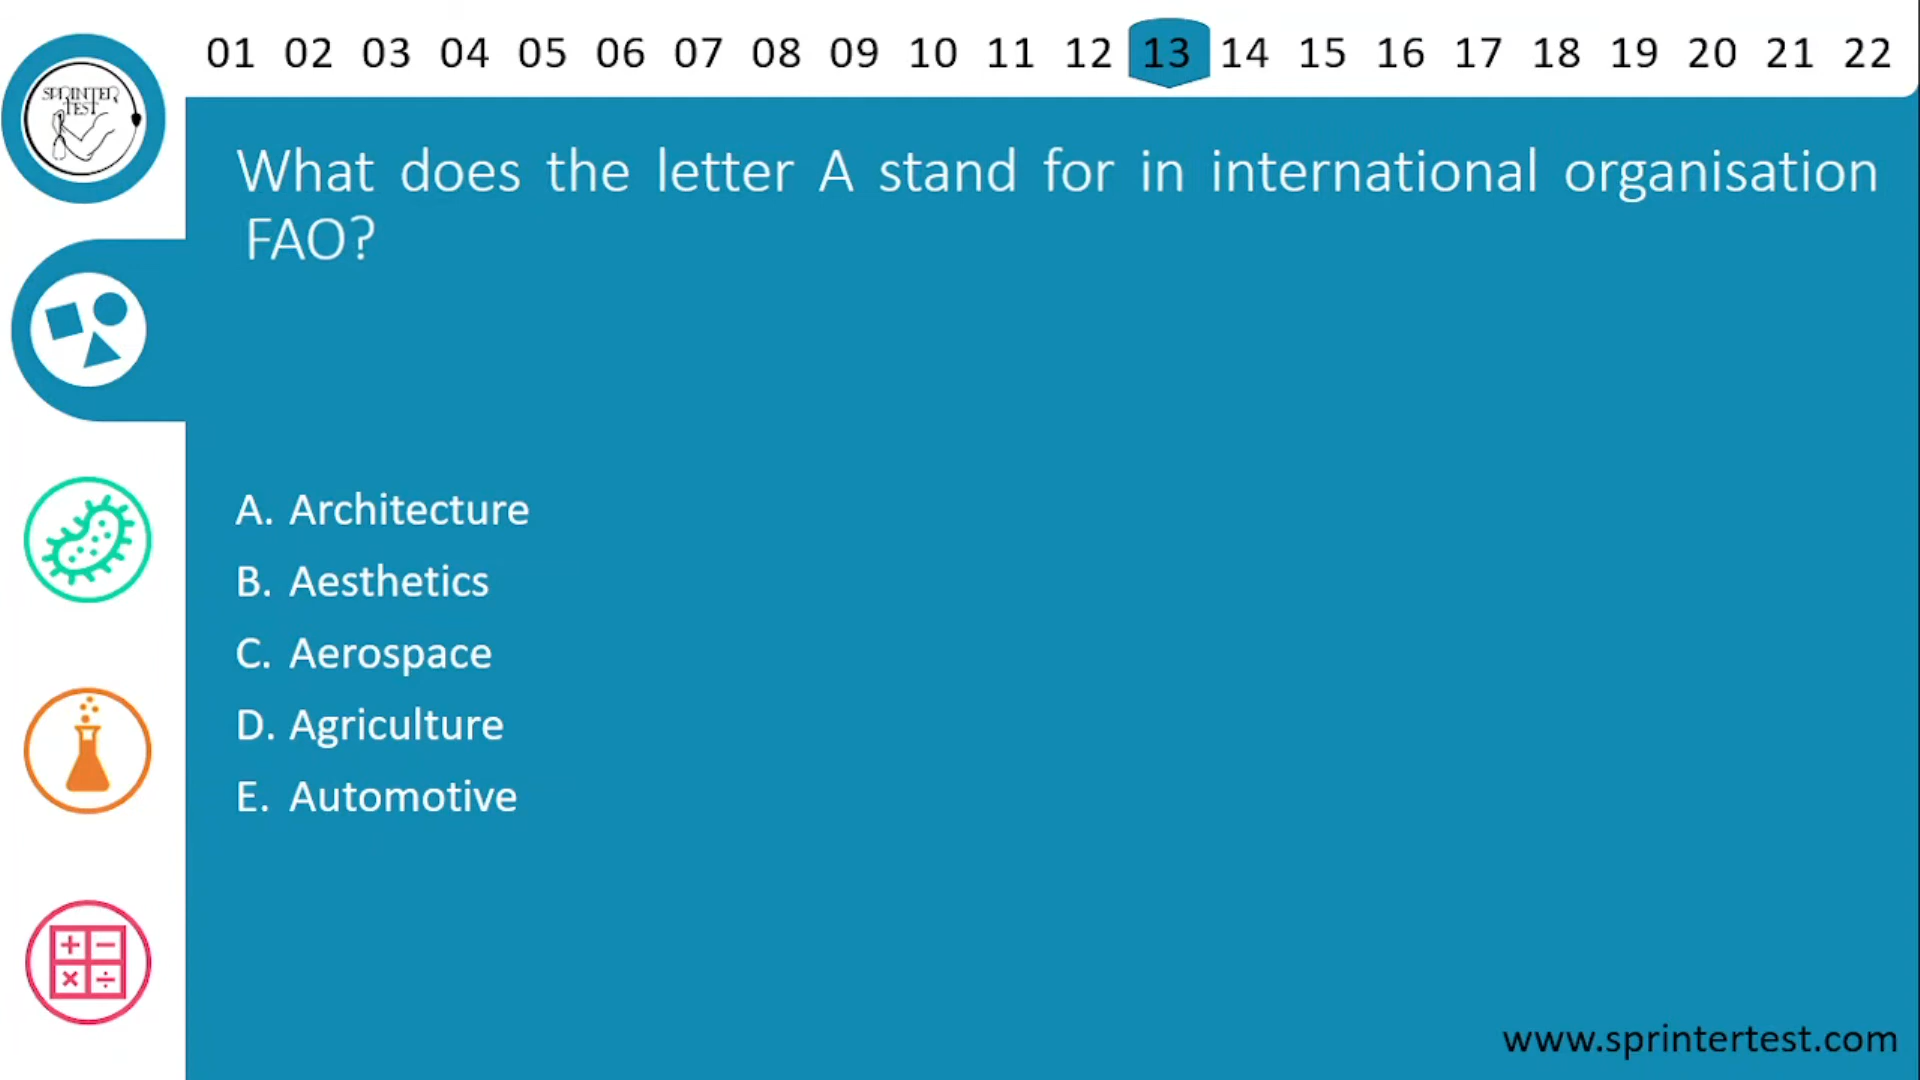 01 02 03 04 05 06 07 08 09 10 11 12 13 14 15 16 17 18 19 20 21 22
SPRINTER
TEST
What does the letter A stand for in international organisation
FAO?
A. Architecture
B. Aesthetics
C. Aerospace
D. Agriculture
E. Automotive
www.sprintertest.com